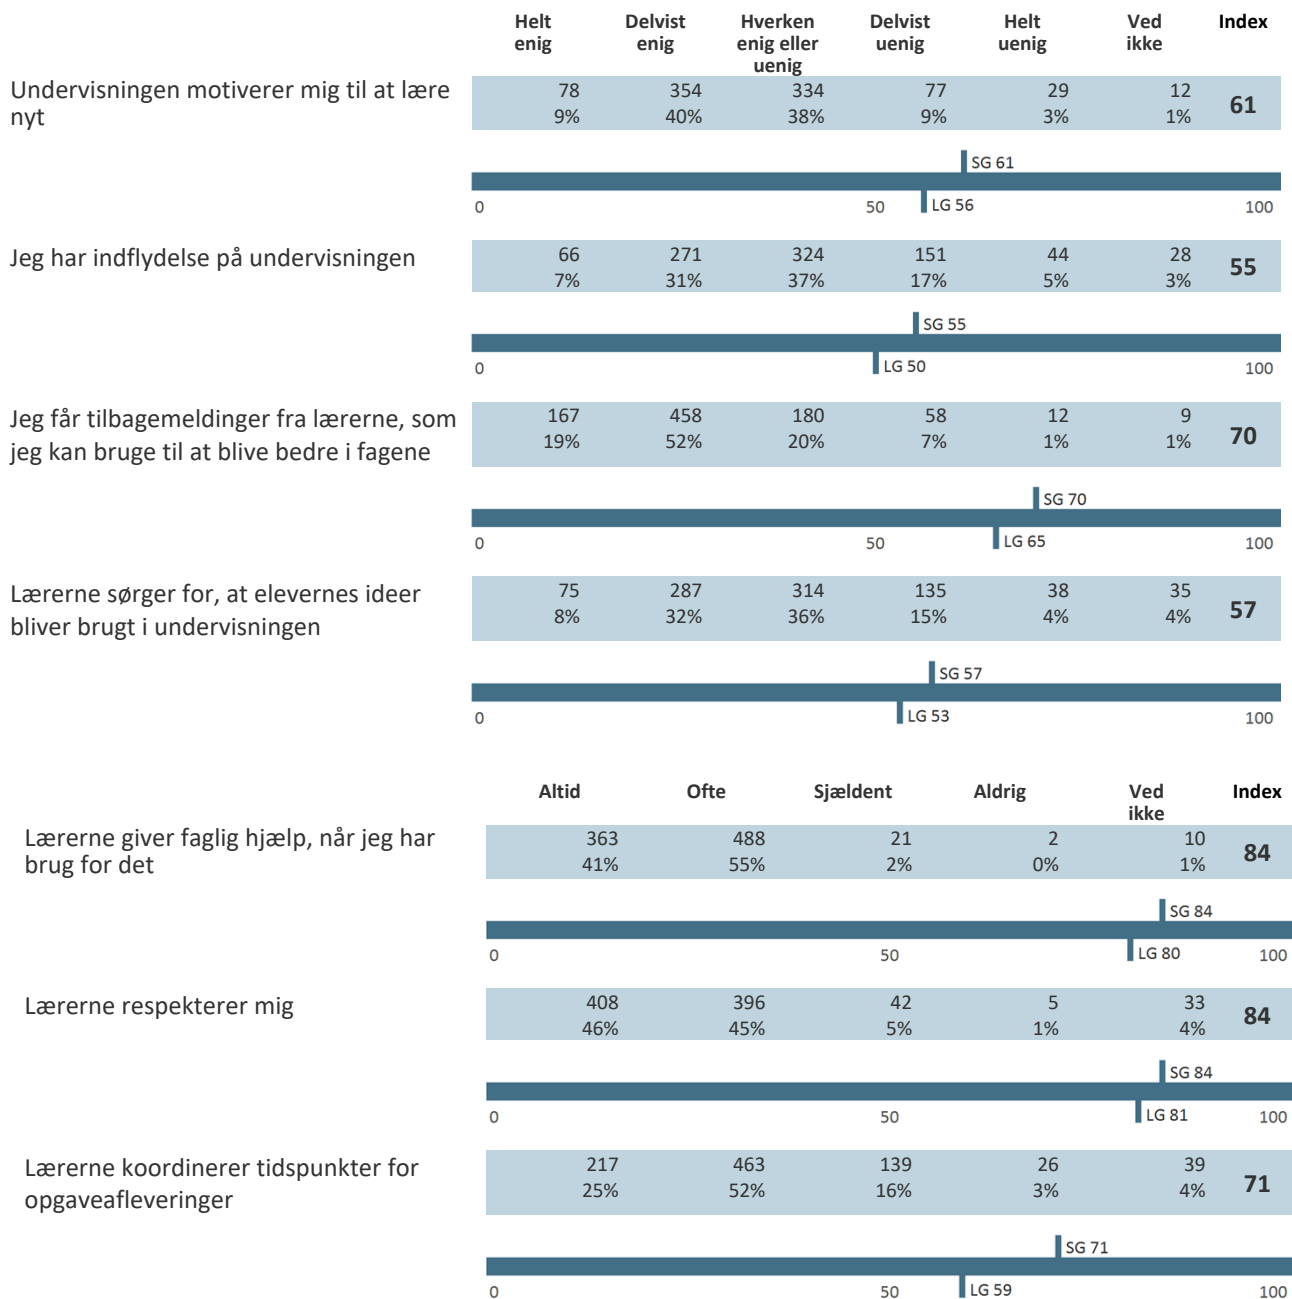 Helt Delvist Hverken Delvist Helt Ved Index
enig enig enig eller uenig uenig ikke
uenig
Undervisningen motiverer mig til at lære 78 354 334 77 29 12 61
nyt 9% 40% 38% 9% 3% 1%
SG 61
0 50 LG 56 100
Jeg har indflydelse på undervisningen 66 271 324 151 44 28 55
7% 31% 37% 17% 5% 3%
SG 55
0 LG 50 100
Jeg får tilbagemeldinger fra lærerne, som 167 458 180 58 12 9 70
jeg kan bruge til at blive bedre i fagene 19% 52% 20% 7% 1% 1%
SG 70
0 50 LG 65 100
Lærerne sørger for, at elevernes ideer 75 287 314 135 38 35 57
bliver brugt i undervisningen 8% 32% 36% 15% 4% 4%
SG 57
0 LG 53 100
Altid Ofte Sjældent Aldrig Ved Index
ikke
Lærerne giver faglig hjælp, når jeg har 363 488 21 2 10 84
brug for det 41% 55% 2% 0% 1%
SG 84
0 50 LG 80 100
Lærerne respekterer mig 408 396 42 5 33 84
46% 45% 5% 1% 4%
SG 84
0 50 LG 81 100
Lærerne koordinerer tidspunkter for 217 463 139 26 39 71
opgaveafleveringer 25% 52% 16% 3% 4%
SG 71
0 50 LG 59 100